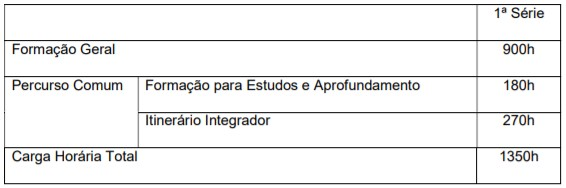 1ª Série
Formação Geral 900h
Percurso Comum Formação para Estudos e Aprofundamento 180h
Itinerário Integrador 270h
Carga Horária Total 1350h